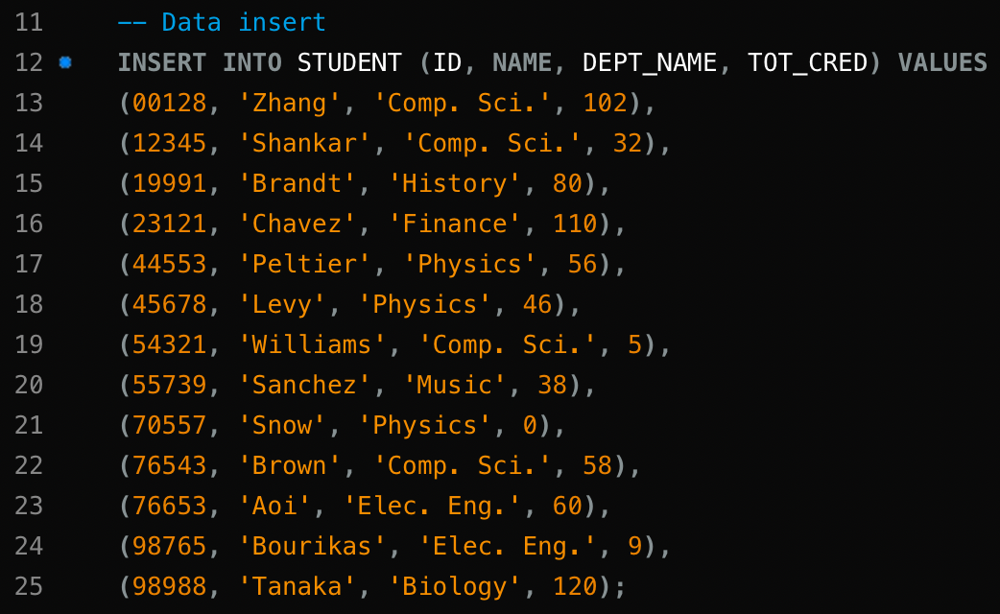 11 -- Data insert
12 INSERT INTO STUDENT (ID, NAME, DEPT_NAME, TOT_CRED) VALUES
13 (00128, 'Zhang', 'Comp. Sci.', 102),
14 (12345, 'Shankar', 'Comp. Sci.', 32),
15 (19991, 'Brandt', 'History', 80),
16 (23121, 'Chavez', 'Finance', 110),
17 (44553, 'Peltier', 'Physics', 56),
18 (45678, 'Levy', 'Physics', 46),
19 (54321, 'Williams', 'Comp. Sci.', 5),
20 (55739, 'Sanchez', 'Music', 38),
21 (70557, 'Snow', 'Physics', 0),
22 (76543, 'Brown', 'Comp. Sci.', 58),
23 (76653, 'Aoi', 'Elec. Eng.', 60),
24 (98765, 'Bourikas', 'Elec. Eng.', 9),
25 (98988, 'Tanaka', 'Biology', 120);